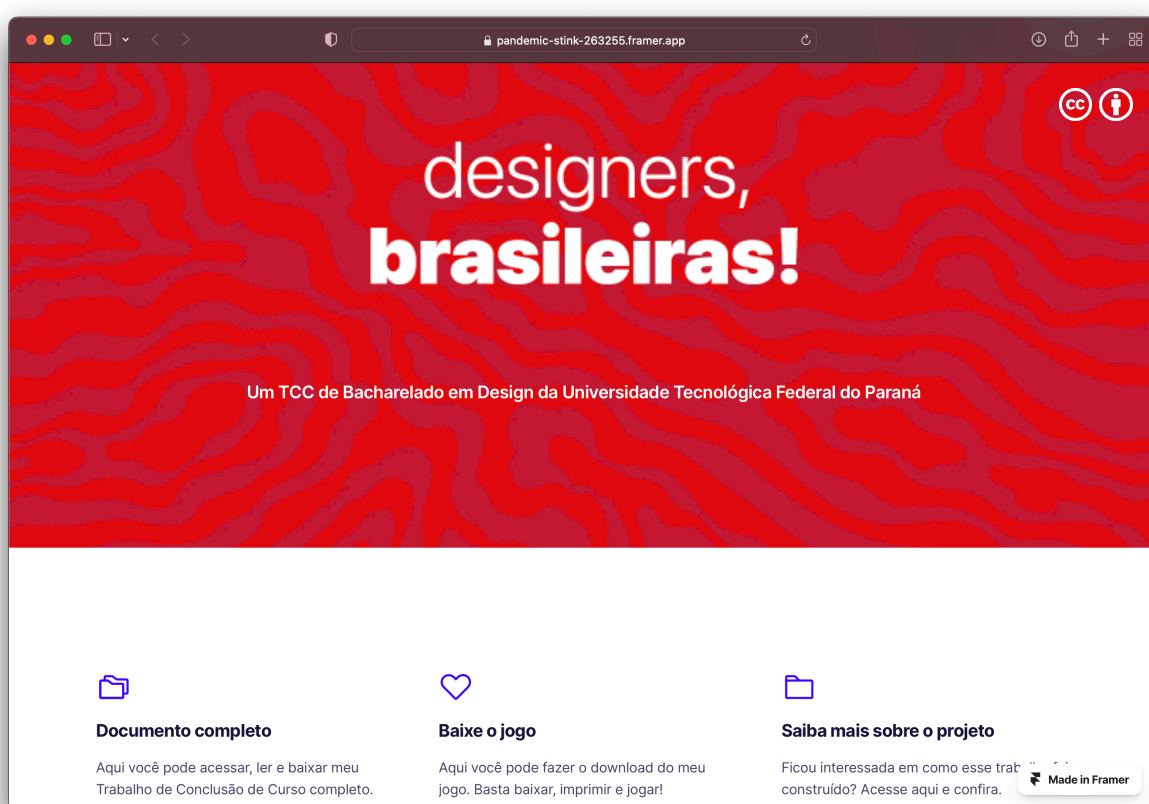 pandemic-stink-263255.framer.app
cc
designers,
brasileiras!
Um TCC de Bacharelado em Design da Universidade Tecnológica Federal do Paraná
Documento completo
Aqui você pode acessar, ler e baixar meu
Trabalho de Conclusão de Curso completo.
Baixe o jogo
Aqui você pode fazer o download do meu
jogo. Basta baixar, imprimir e jogar!
Saiba mais sobre o projeto
Ficou interessada em como esse
construído? Acesse aqui e confira.
Made in Framer